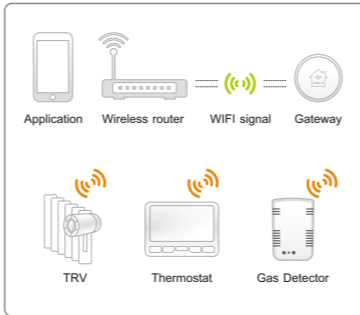 Application Wireless router WIFI signal Gateway
TRV Thermostat Gas Detector